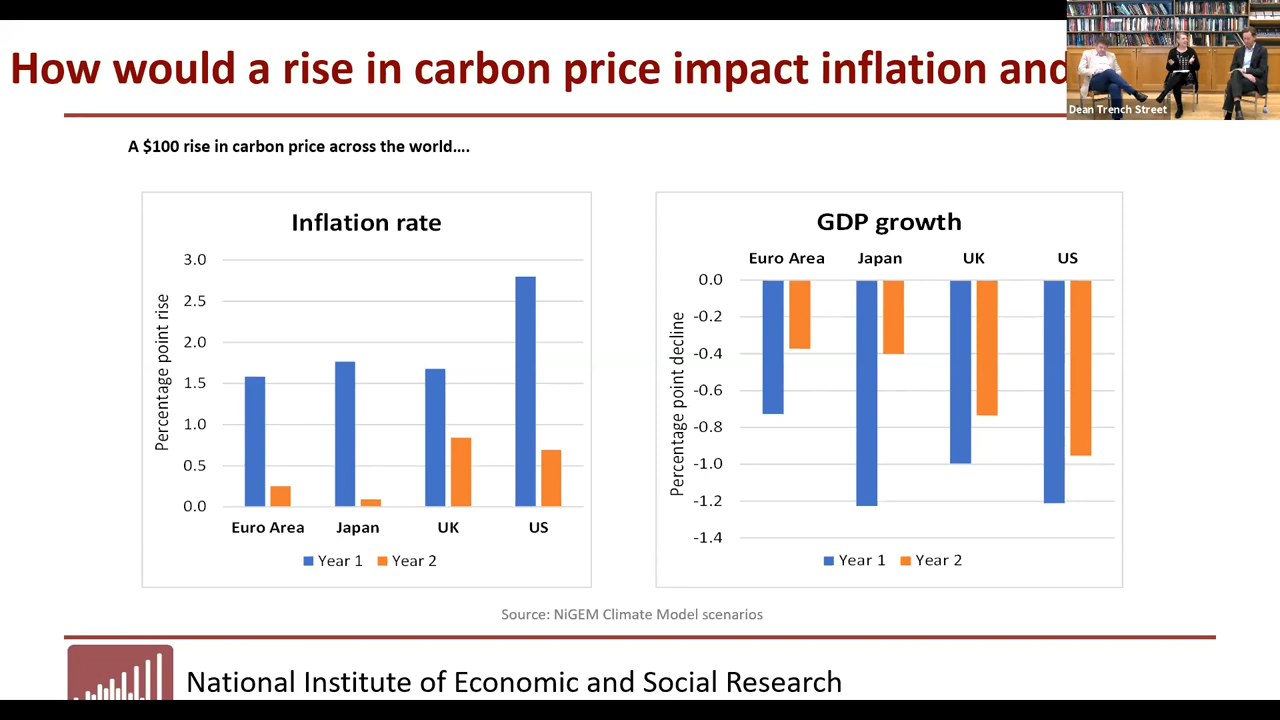 How would a rise in carbon price impact inflation and
Dean Trench Street
A $100 rise in carbon price across the world....
Inflation rate
Percentage point rise
3.0
2.5
2.0
1.5
1.0
0.5
0.0
Euro Area Japan UK US
Year 1 Year 2
GDP growth
Euro Area Japan UK US
Percentage point decline
0.0
-0.2
-0.4
-0.6
-0.8
-1.0
-1.2
-1.4
Year 1 Year 2
Source: NiGEM Climate Model scenarios
National Institute of Economic and Social Research